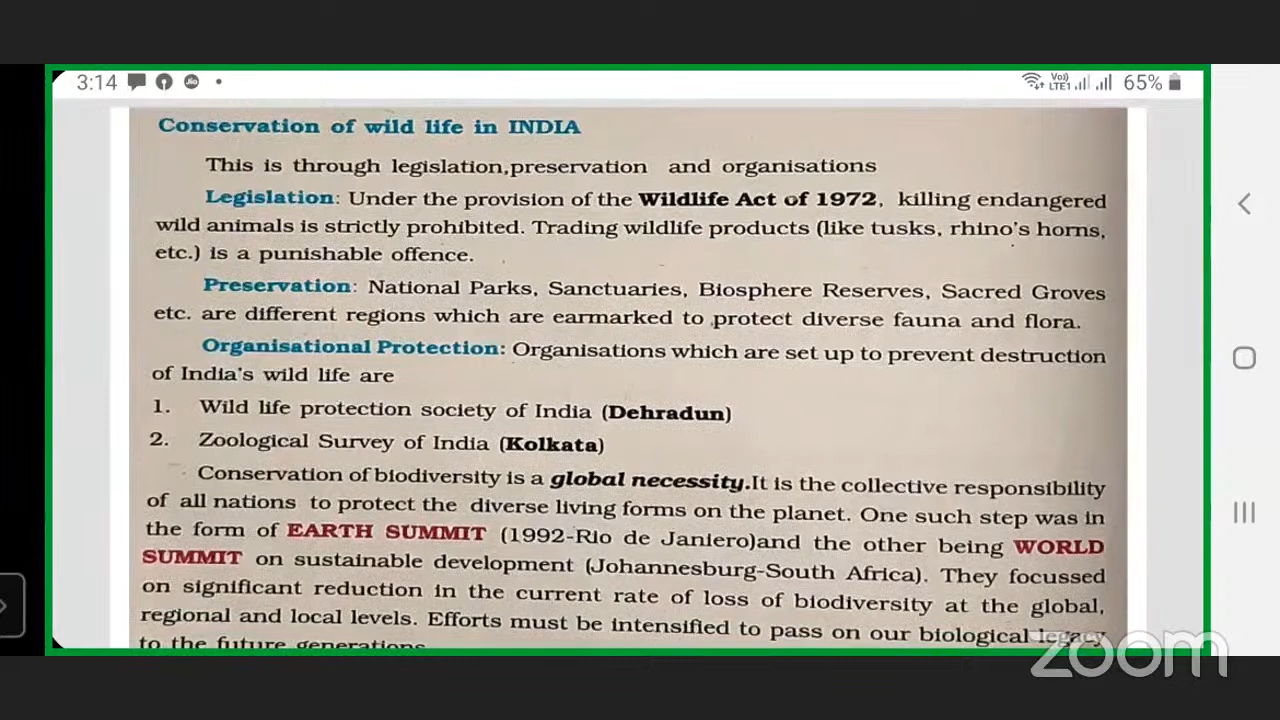 3:14
Vo)) LTE1 65%
Conservation of wild life in INDIA
This is through legislation,preservation and organisations
Legislation: Under the provision of the Wildlife Act of 1972, killing endangered
wild animals is strictly prohibited. Trading wildlife products (like tusks, rhino's horns,
etc.) is a punishable offence.
Preservation: National Parks, Sanctuaries, Biosphere Reserves, Sacred Groves
etc. are different regions which are earmarked to protect diverse fauna and flora.
Organisational Protection: Organisations which are set up to prevent destruction
of India's wild life are
1. Wild life protection society of India (Dehradun)
2. Zoological Survey of India (Kolkata)
Conservation of biodiversity is a global necessity.It is the collective responsibility
of all nations to protect the diverse living forms on the planet. One such step was in
the form of EARTH SUMMIT (1992-Rio de Janiero)and the other being WORLD
SUMMIT on sustainable development (Johannesburg-South Africa). They focussed
on significant reduction in the current rate of loss of biodiversity at the global,
regional and local levels. Efforts must be intensified to pass on our biological legacy
to the future generations.
zoom